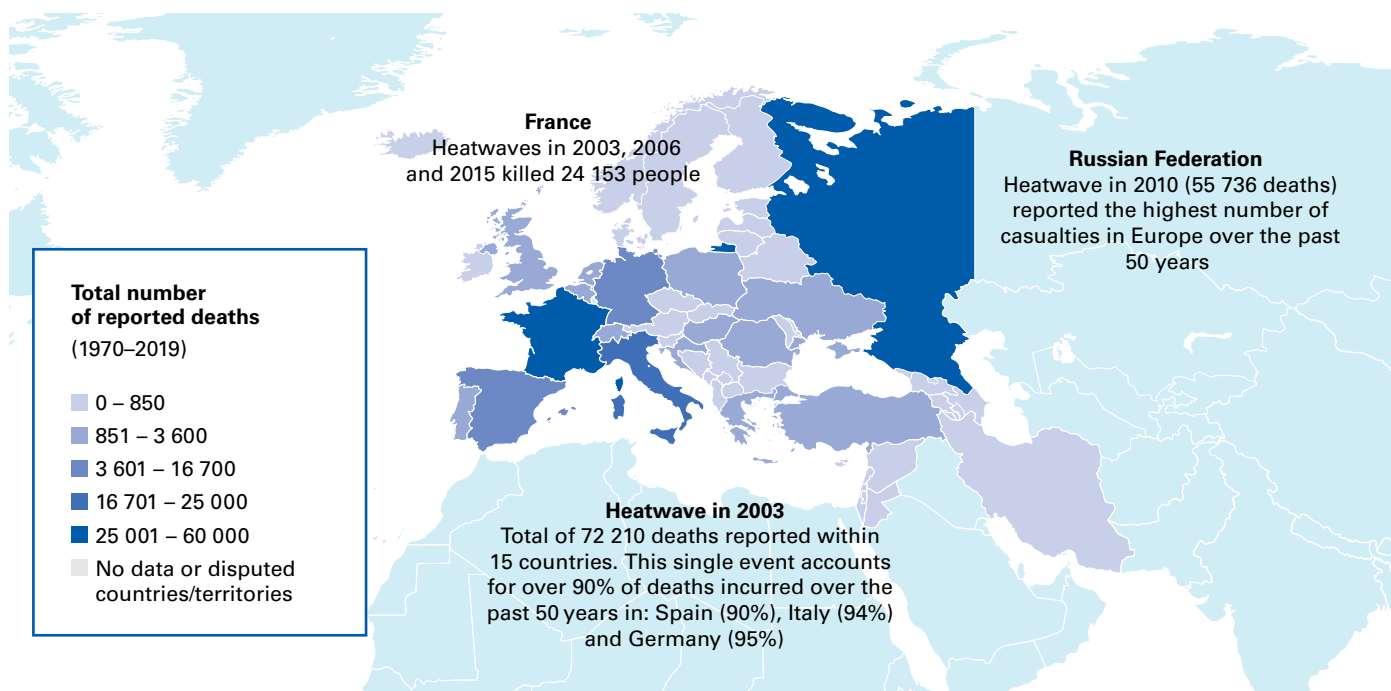 France
Heatwaves in 2003, 2006
and 2015 killed 24 153 people
Russian Federation
Heatwave in 2010 (55 736 deaths)
reported the highest number of
casualties in Europe over the past
50 years
Total number
of reported deaths
(1970–2019)
0 – 850
851 – 3 600
3 601 – 16 700
16 701 – 25 000
25 001 – 60 000
No data or disputed
countries/territories
Heatwave in 2003
Total of 72 210 deaths reported within
15 countries. This single event accounts
for over 90% of deaths incurred over the
past 50 years in: Spain (90%), Italy (94%)
and Germany (95%)